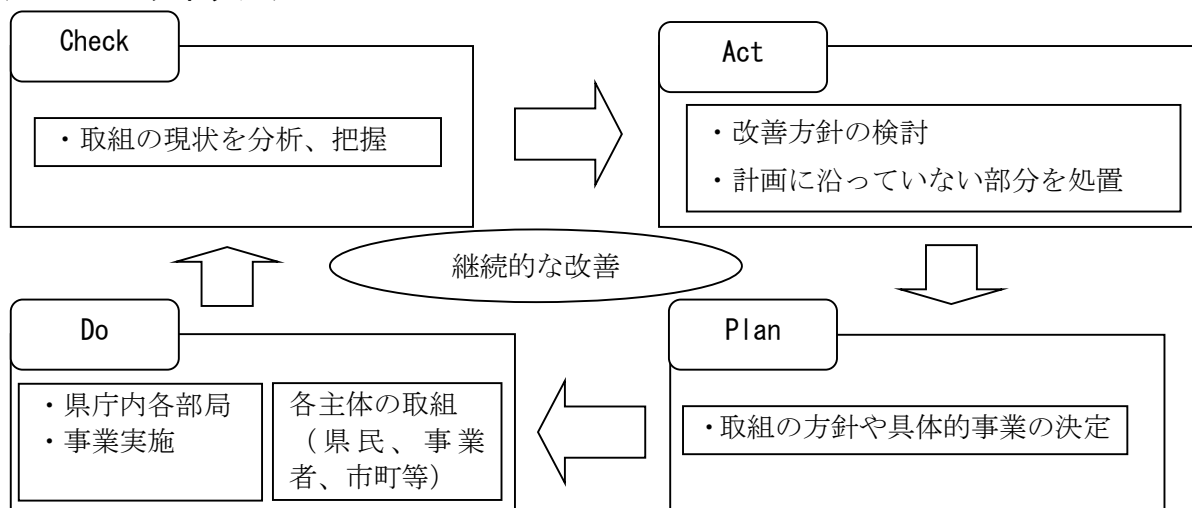 Check
・取組の現状を分析、把握
Act
・改善方針の検討
・計画に沿っていない部分を処置
継続的な改善
Do
・県庁内各部局
・事業実施
各主体の取組
（県民、事業
者、市町等）
Plan
・取組の方針や具体的事業の決定